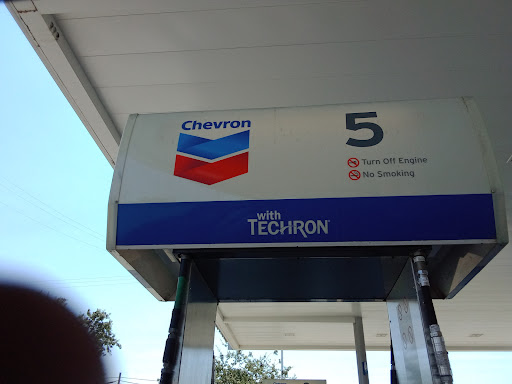 Chevron
5
Turn Off Engine
No Smoking
with
TECHRON